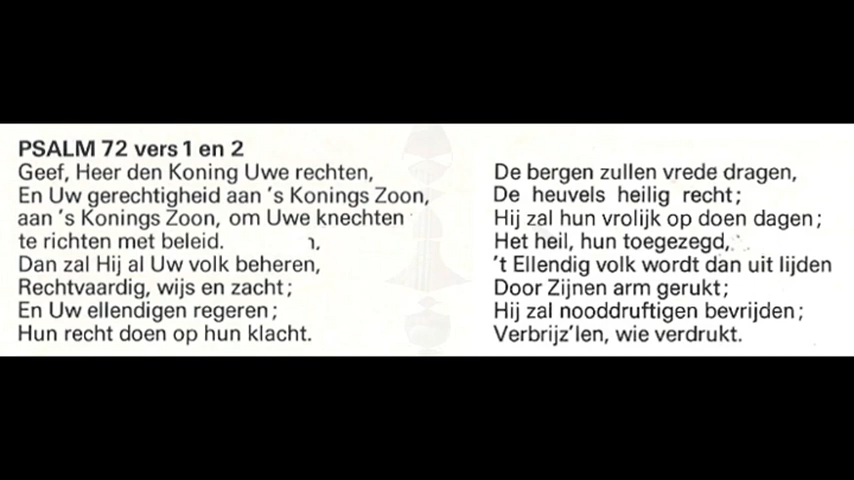 PSALM 72 vers 1 en 2
Geef, Heer den Koning Uwe rechten,
En Uw gerechtigheid aan 's Konings Zoon,
aan 's Konings Zoon, om Uwe knechten
te richten met beleid.
Dan zal Hij al Uw volk beheren,
Rechtvaardig, wijs en zacht;
En Uw ellendigen regeren;
Hun recht doen op hun klacht.
De bergen zullen vrede dragen,
De heuvels heilig recht;
Hij zal hun vrolijk op doen dagen;
Het heil, hun toegezegd,
't Ellendig volk wordt dan uit lijden
Door Zijnen arm gerukt;
Hij zal nooddruftigen bevrijden;
Verbrijz'len, wie verdrukt.